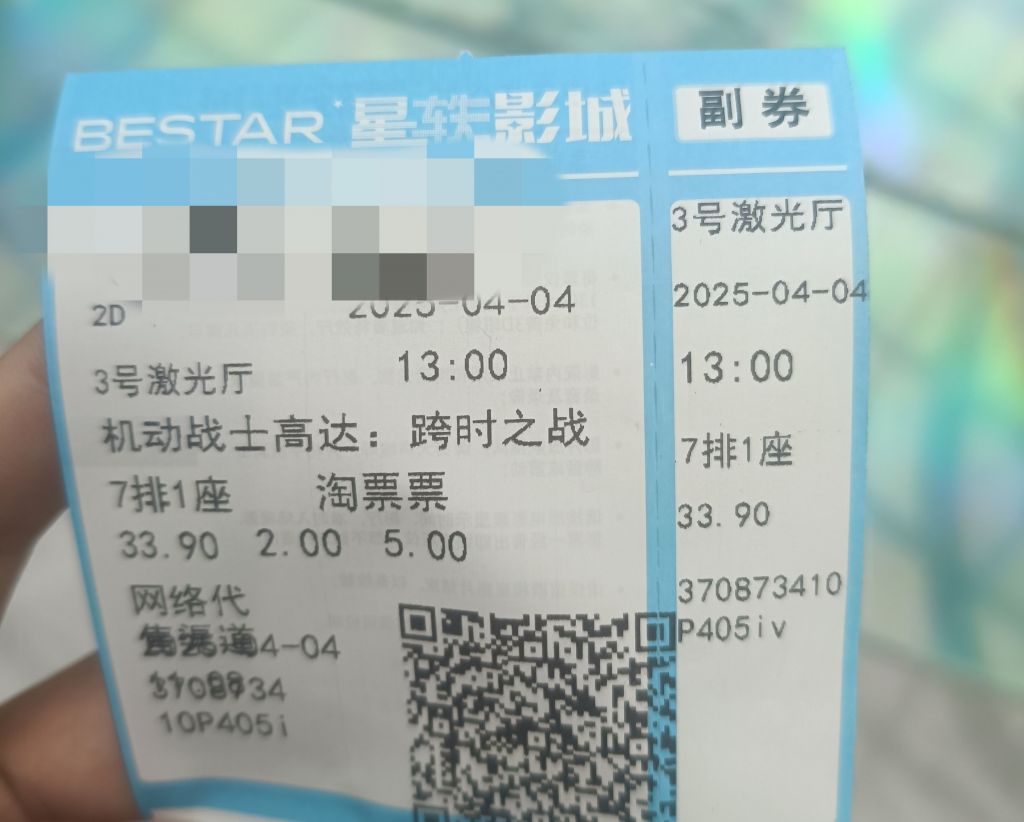 BESTAR 星轶影城
2D 2025-04-04
3号激光厅 13:00
机动战士高达：跨时之战
7排1座 淘票票
33.90 2.00 5.00
网络代
售渠道 4-04
10P405i
副券
3号激光厅
2025-04-04
13:00
7排1座
33.90
370873410
P405iv